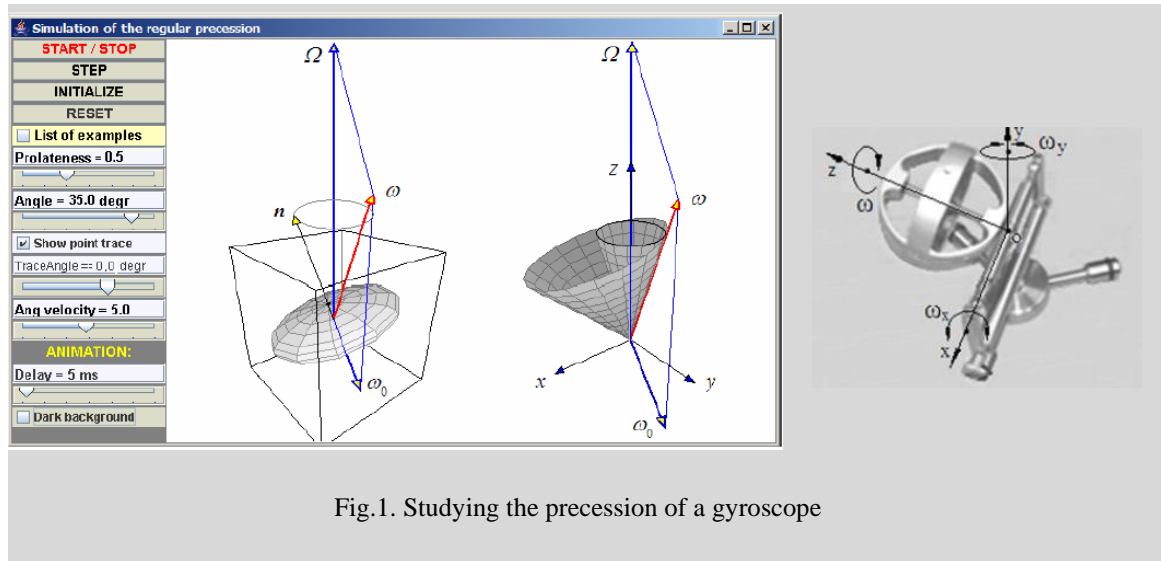 Simulation of the regular precession
START / STOP
STEP
INITIALIZE
RESET
List of examples
Prolateness = 0.5
Angle = 35.0 degr
Show point trace
TraceAngle == 0,0 degr
Ang velocity = 5.0
ANIMATION:
Delay = 5 ms
Dark background
Ω
n
ω
ω₀
Ω
z
ω
x
y
ω₀
y
ω_y
z
ω
o
ω_x
x
Fig.1. Studying the precession of a gyroscope